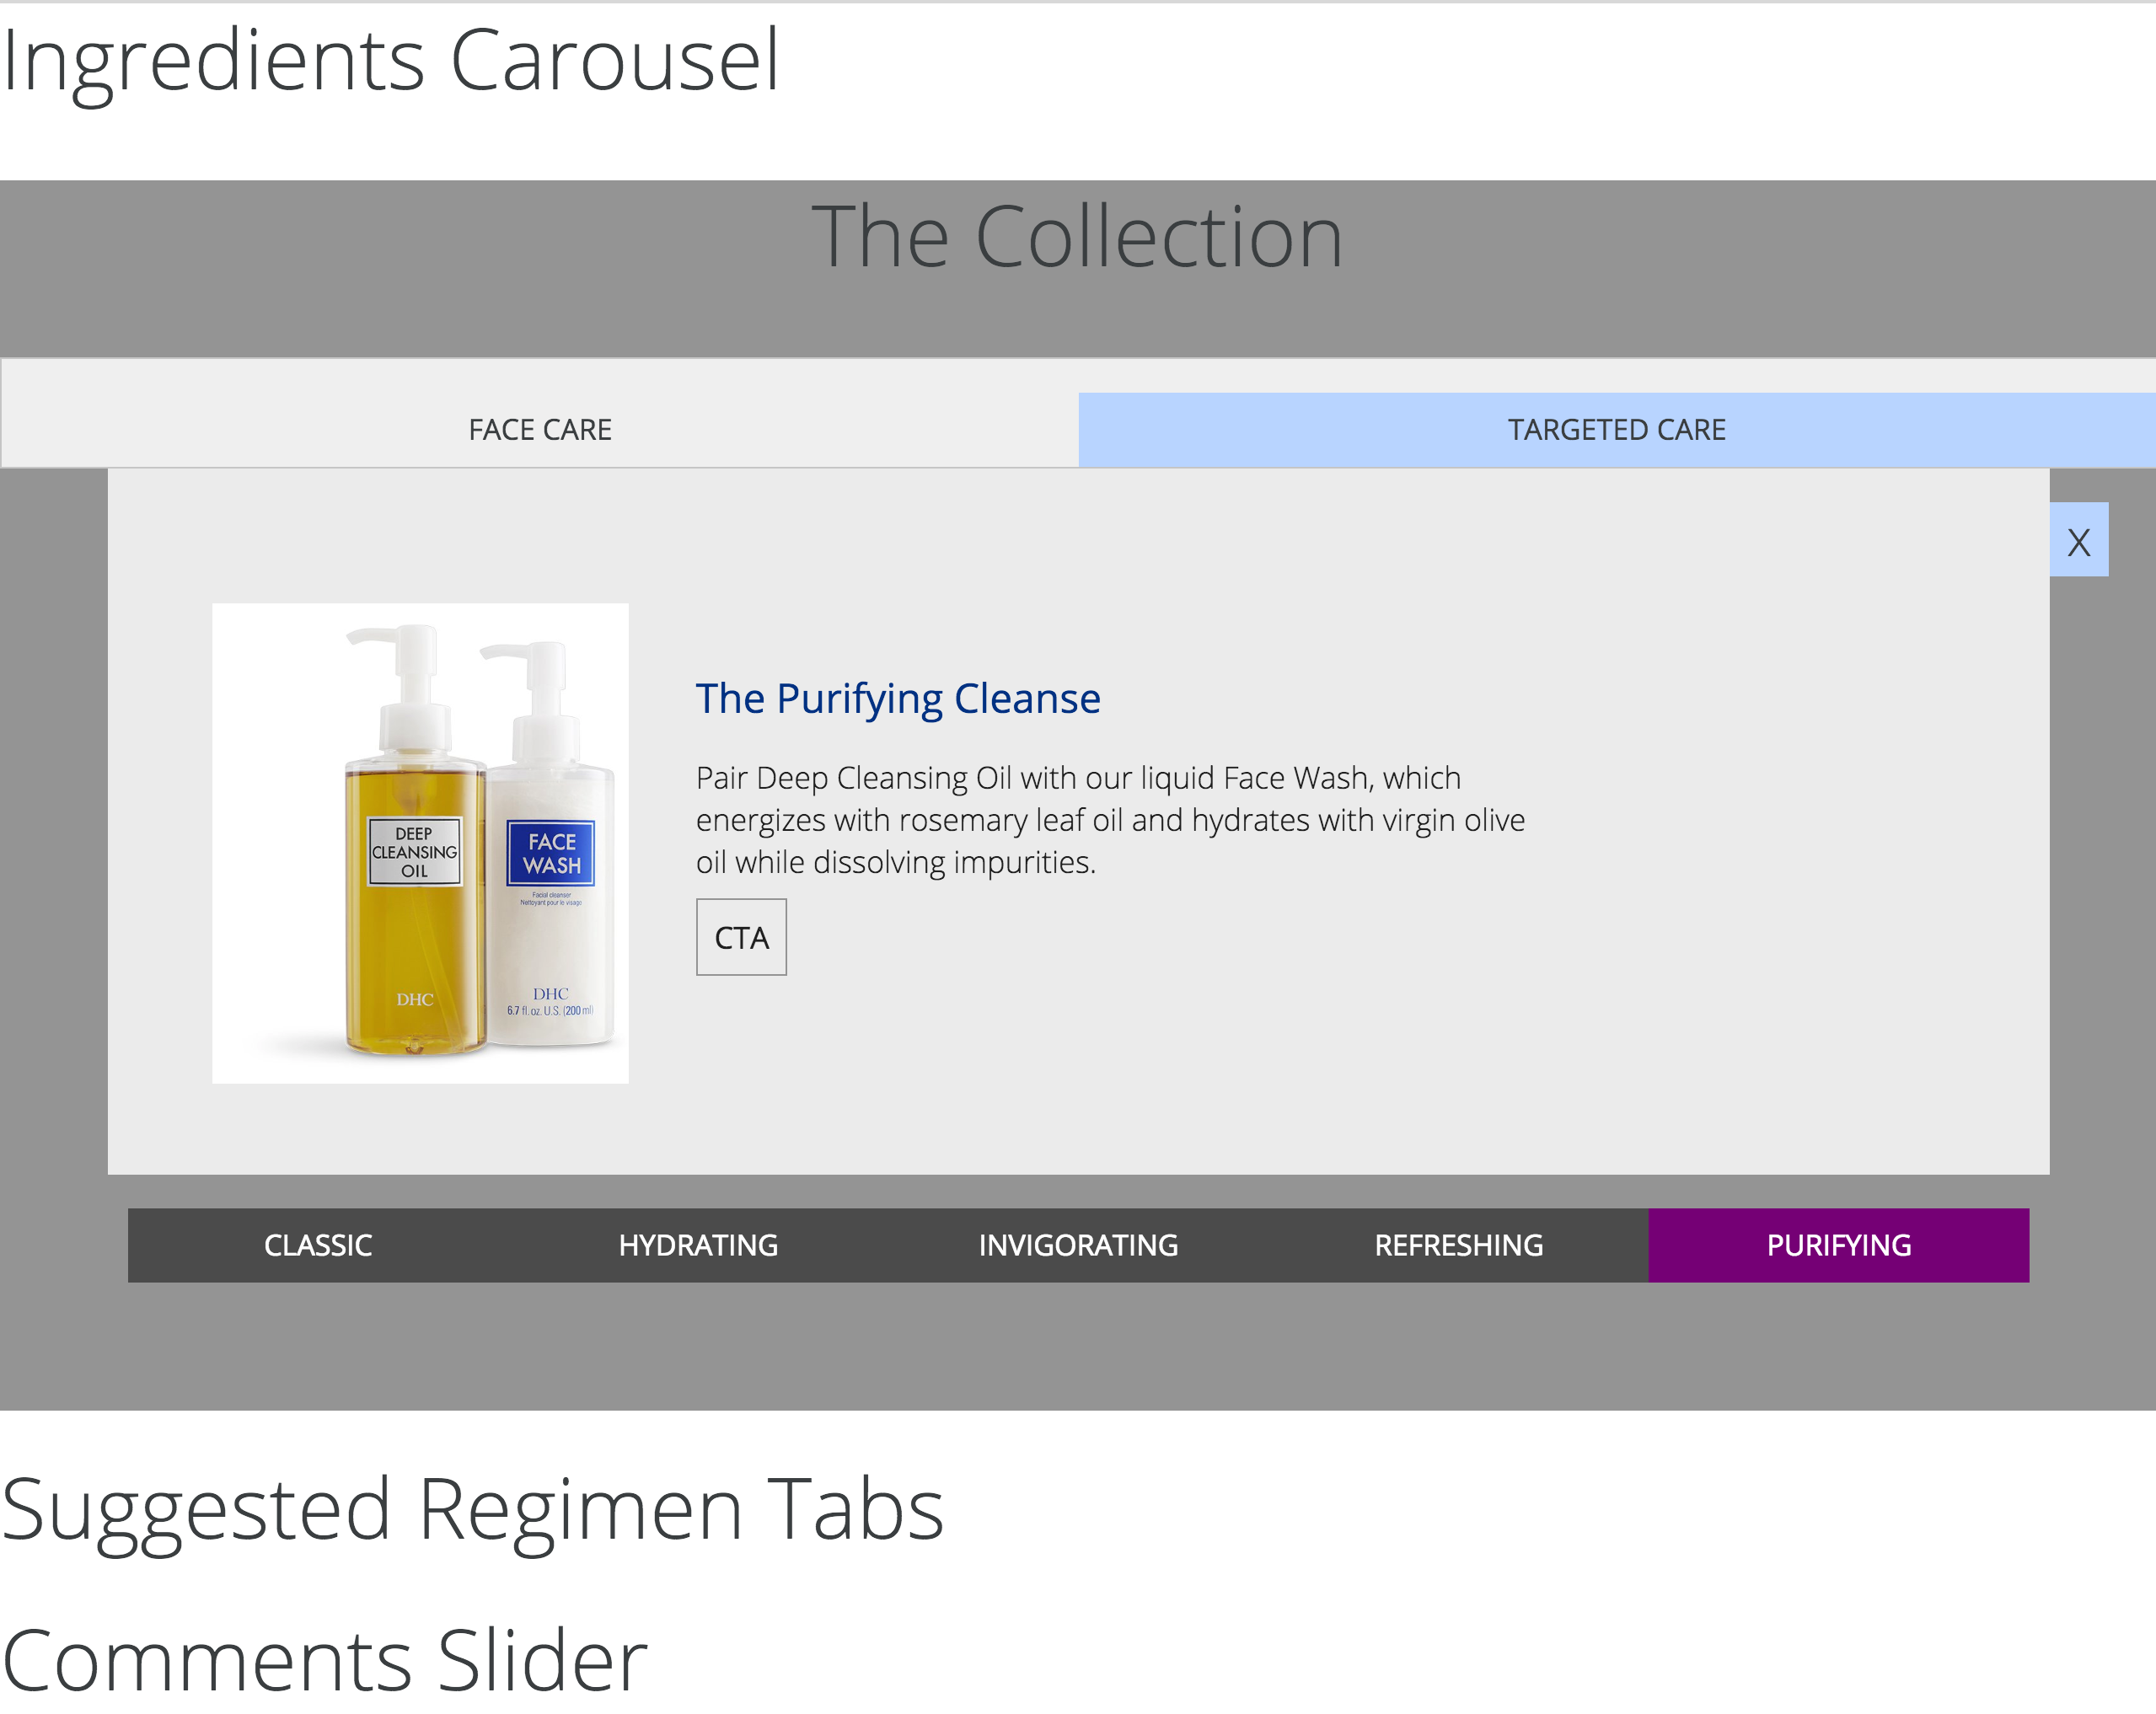 Ingredients Carousel
The Collection
FACE CARE
TARGETED CARE
X
DEEP
CLEANSING
OIL
DHC
FACE
WASH
Facial cleanser
Nettoyant pour le visage
DHC
6.7 fl. oz. U.S. (200 ml)
The Purifying Cleanse
Pair Deep Cleansing Oil with our liquid Face Wash, which
energizes with rosemary leaf oil and hydrates with virgin olive
oil while dissolving impurities.
CTA
CLASSIC
HYDRATING
INVIGORATING
REFRESHING
PURIFYING
Suggested Regimen Tabs
Comments Slider